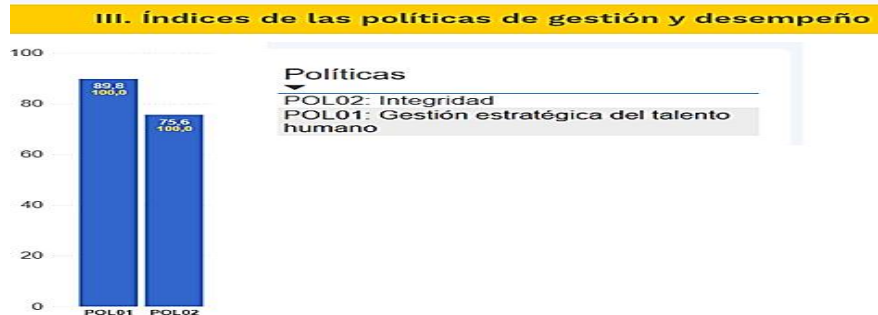 III. Índices de las políticas de gestión y desempeño
100
80
60
40
20
0
89,8
100,0
75,6
100,0
POL01 POL02
Políticas
POL02: Integridad
POL01: Gestión estratégica del talento
humano